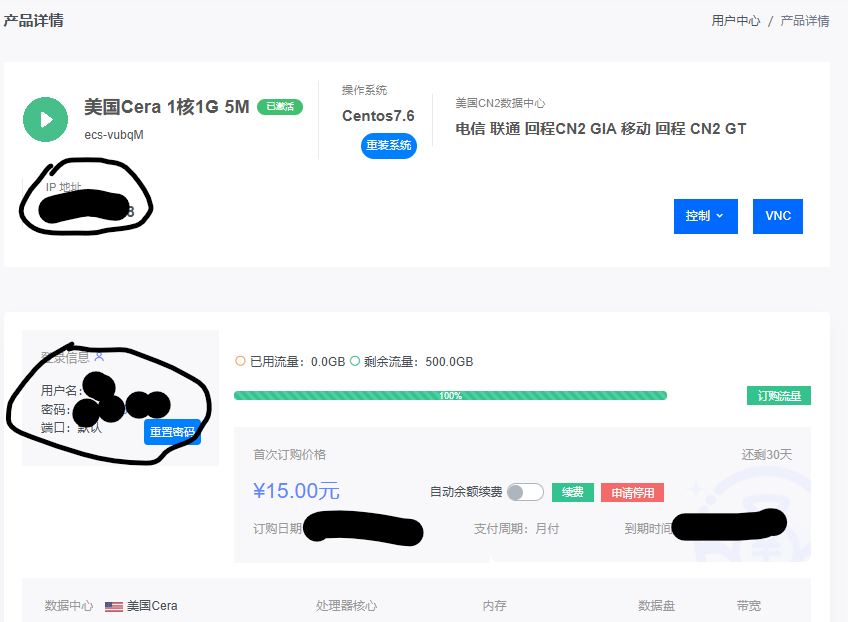 产品详情
用户中心 / 产品详情
美国Cera 1核1G 5M 已激活
ecs-vubqM
操作系统
Centos7.6
重装系统
美国CN2数据中心
电信 联通 回程CN2 GIA 移动 回程 CN2 GT
IP 地址
8
控制
VNC
登录信息
用户名:
密码:
端口: 默认
重置密码
已用流量: 0.0GB 剩余流量: 500.0GB
100%
订购流量
首次订购价格
还剩30天
¥15.00元
自动余额续费
续费
申请停用
订购日期
支付周期: 月付
到期时间
数据中心
美国Cera
处理器核心
内存
数据盘
带宽